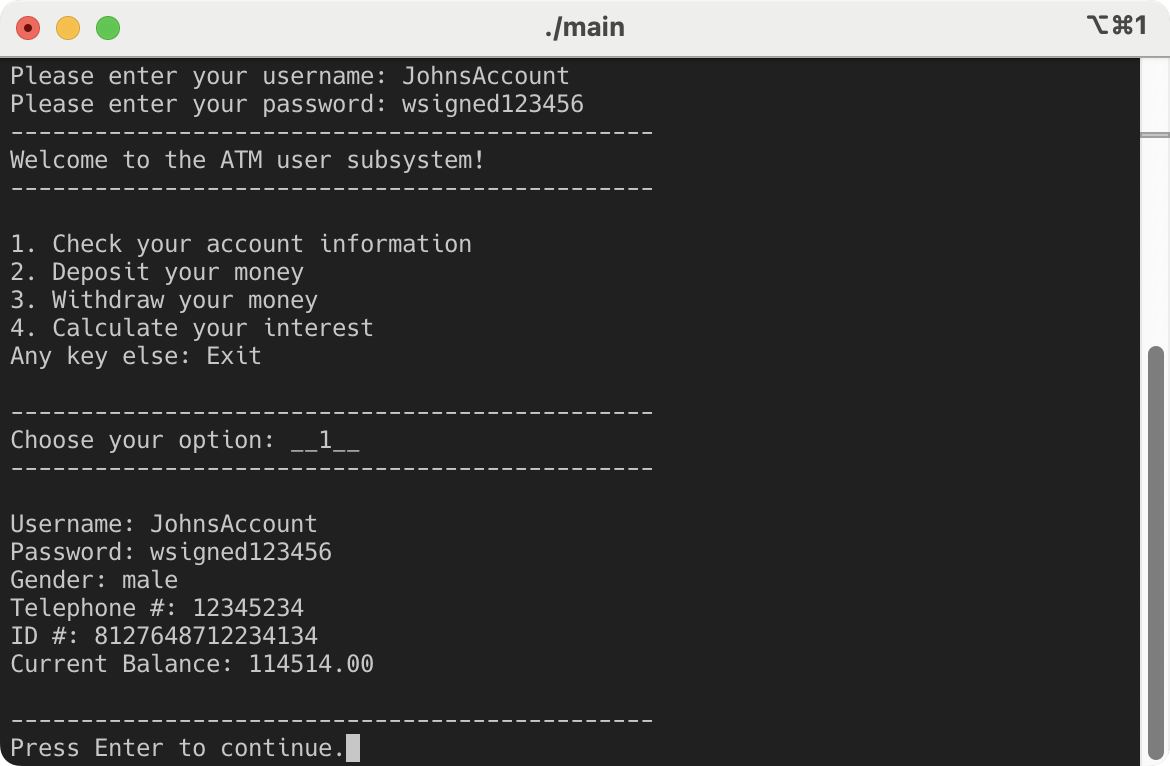 ./main
⌥⌘1
Please enter your username: JohnsAccount
Please enter your password: wsigned123456
----------------------------------------------
Welcome to the ATM user subsystem!
----------------------------------------------
1. Check your account information
2. Deposit your money
3. Withdraw your money
4. Calculate your interest
Any key else: Exit
----------------------------------------------
Choose your option: __1__
----------------------------------------------
Username: JohnsAccount
Password: wsigned123456
Gender: male
Telephone #: 12345234
ID #: 8127648712234134
Current Balance: 114514.00
----------------------------------------------
Press Enter to continue.